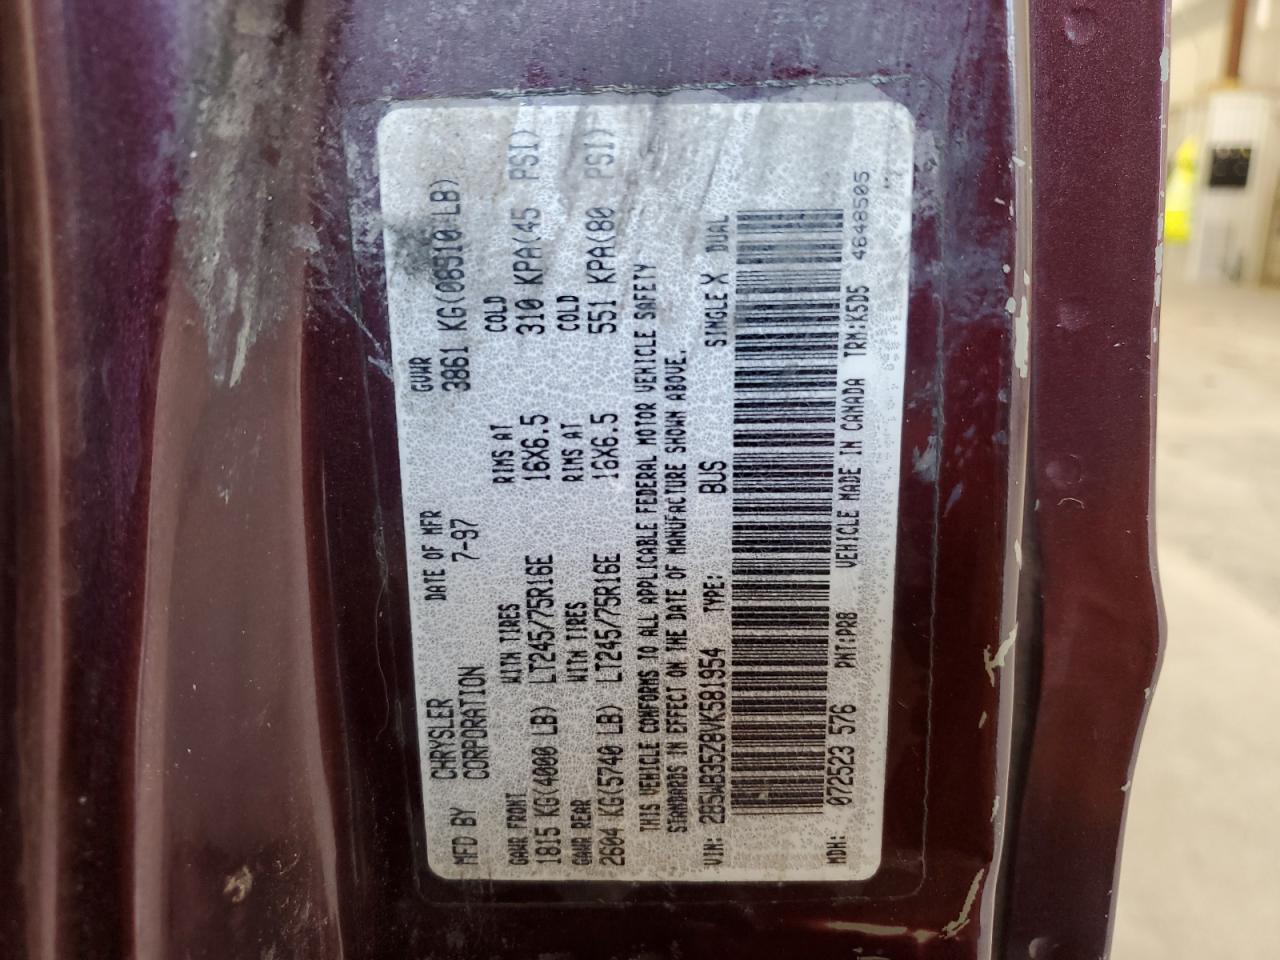 MFD BY CHRYSLER CORPORATION DATE OF MFR 7-97 GVWR 3861 KG(08510 LB)
GAWR FRONT WITH TIRES RIMS AT COLD
1815 KG(4000 LB) LT245/75R16E 16X6.5 310 KPA(45 PSI)
GAWR REAR WITH TIRES RIMS AT COLD
2604 KG(5740 LB) LT245/75R16E 16X6.5 551 KPA(80 PSI)
THIS VEHICLE CONFORMS TO ALL APPLICABLE FEDERAL MOTOR VEHICLE SAFETY
STANDARDS IN EFFECT ON THE DATE OF MANUFACTURE SHOWN ABOVE.
VIN: 2B5WB35Z8VK581954 TYPE: BUS SINGLE X DUAL
MDH: 072523 576 PNT:PR8 VEHICLE MADE IN CANADA TRM:K5D5 4648505